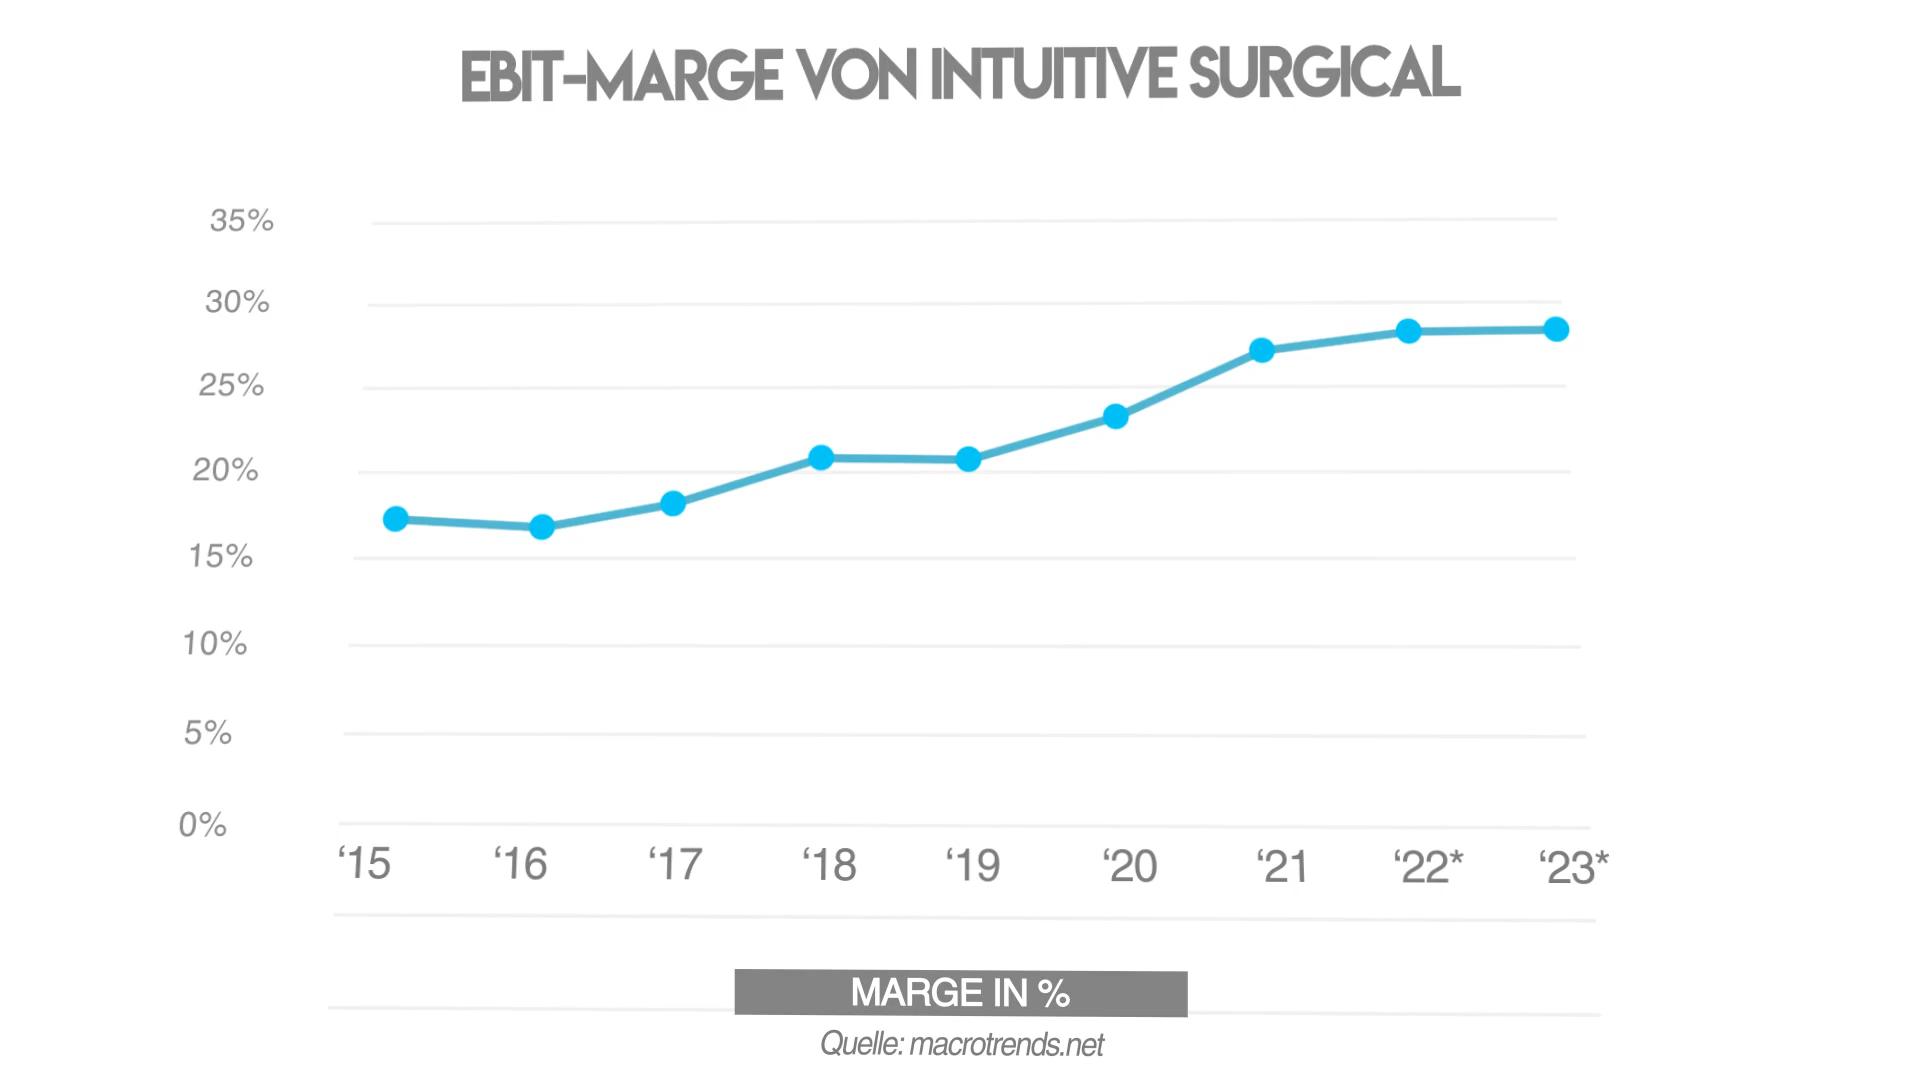 EBIT-MARGE VON INTUITIVE SURGICAL
35%
30%
25%
20%
15%
10%
5%
0%
‘15 ‘16 ‘17 ‘18 ‘19 ‘20 ‘21 ‘22* ‘23*
MARGE IN %
Quelle: macrotrends.net